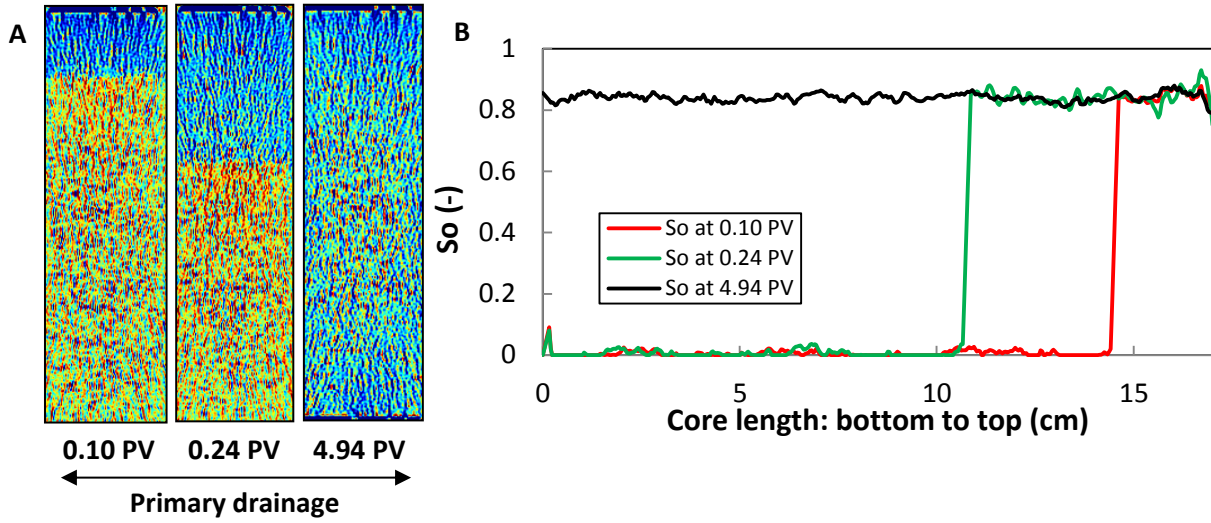 A
0.10 PV
0.24 PV
4.94 PV
Primary drainage
B
So (-)
1
0.8
0.6
0.4
0.2
0
So at 0.10 PV
So at 0.24 PV
So at 4.94 PV
0
5
10
15
Core length: bottom to top (cm)